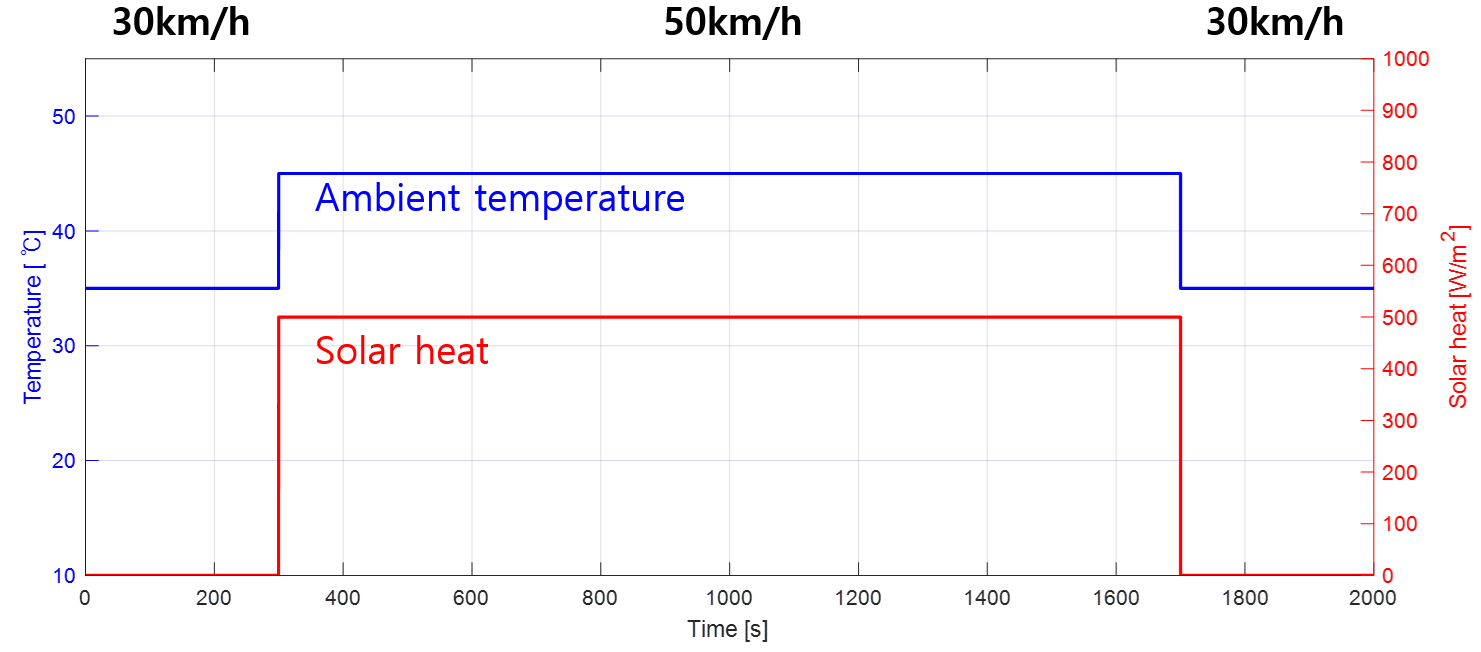 30km/h 50km/h 30km/h
1000
900
50
800
Ambient temperature
700
40
600
Temperature [ ℃]
Solar heat [W/m²]
500
Solar heat
30
400
300
20
200
100
10
0
0 200 400 600 800 1000 1200 1400 1600 1800 2000
Time [s]